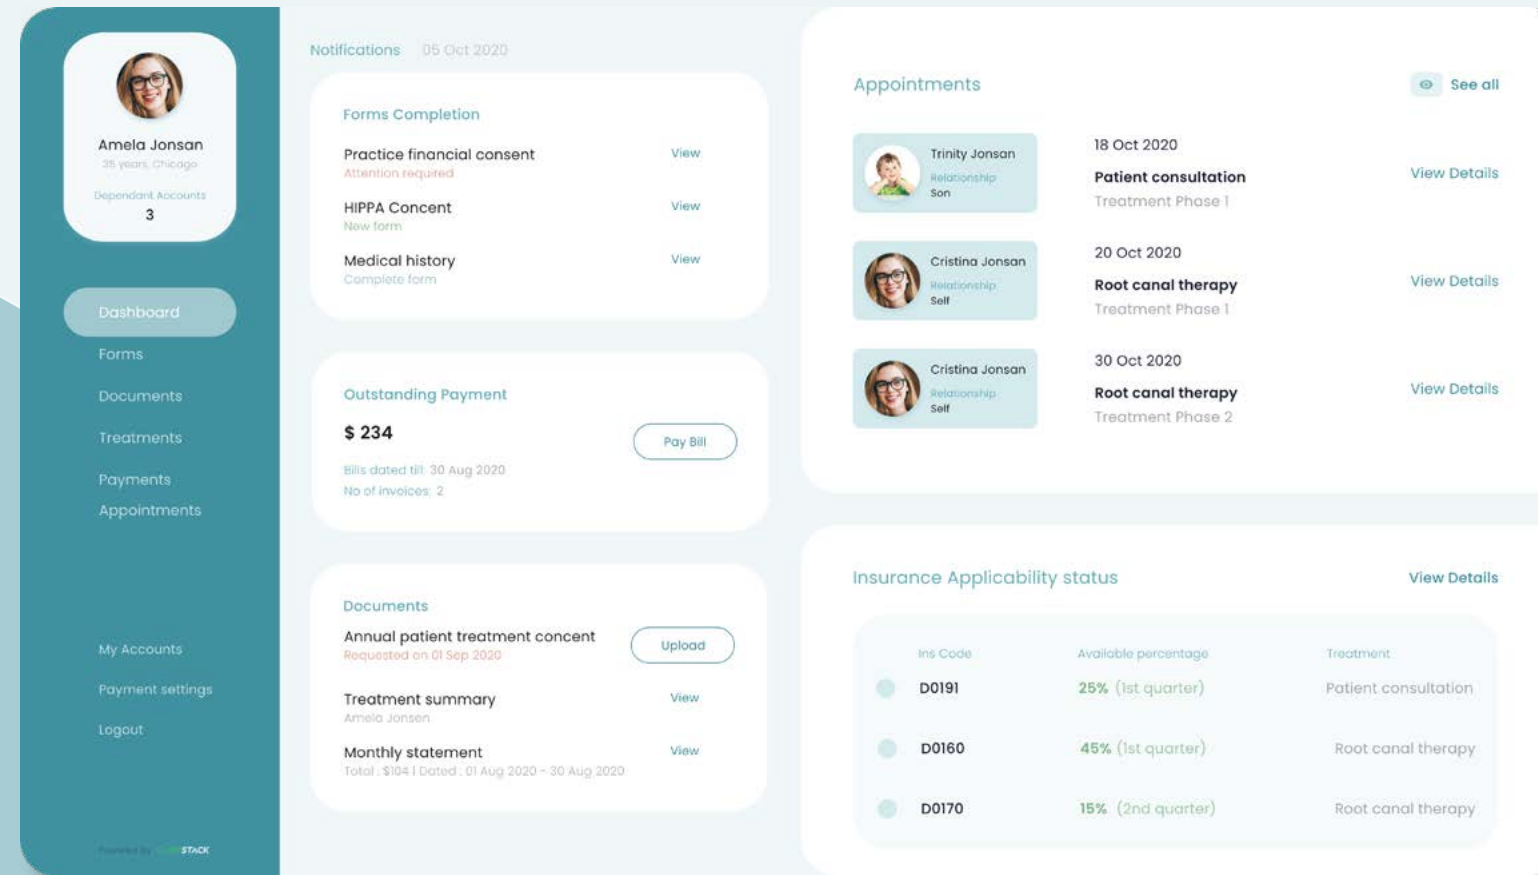 Amela Jonsan
35 years, Chicago
Dependant Accounts
3
Dashboard
Forms
Documents
Treatments
Payments
Appointments
My Accounts
Payment settings
Logout
Powered by
STACK
Notifications 05 Oct 2020
Forms Completion
Practice financial consent View
Attention required
HIPPA Concent View
New form
Medical history View
Complete form
Outstanding Payment
$ 234
Pay Bill
Bills dated till: 30 Aug 2020
No of invoices: 2
Documents
Annual patient treatment concent
Requested on 01 Sep 2020
Upload
Treatment summary View
Amela Jonsen
Monthly statement View
Total : $104 | Dated : 01 Aug 2020 - 30 Aug 2020
Appointments See all
Trinity Jonsan
Relationship
Son
18 Oct 2020
Patient consultation
Treatment Phase 1
View Details
Cristina Jonsan
Relationship
Self
20 Oct 2020
Root canal therapy
Treatment Phase 1
View Details
Cristina Jonsan
Relationship
Self
30 Oct 2020
Root canal therapy
Treatment Phase 2
View Details
Insurance Applicability status View Details
Ins Code Available percentage Treatment
D0191 25% (1st quarter) Patient consultation
D0160 45% (1st quarter) Root canal therapy
D0170 15% (2nd quarter) Root canal therapy